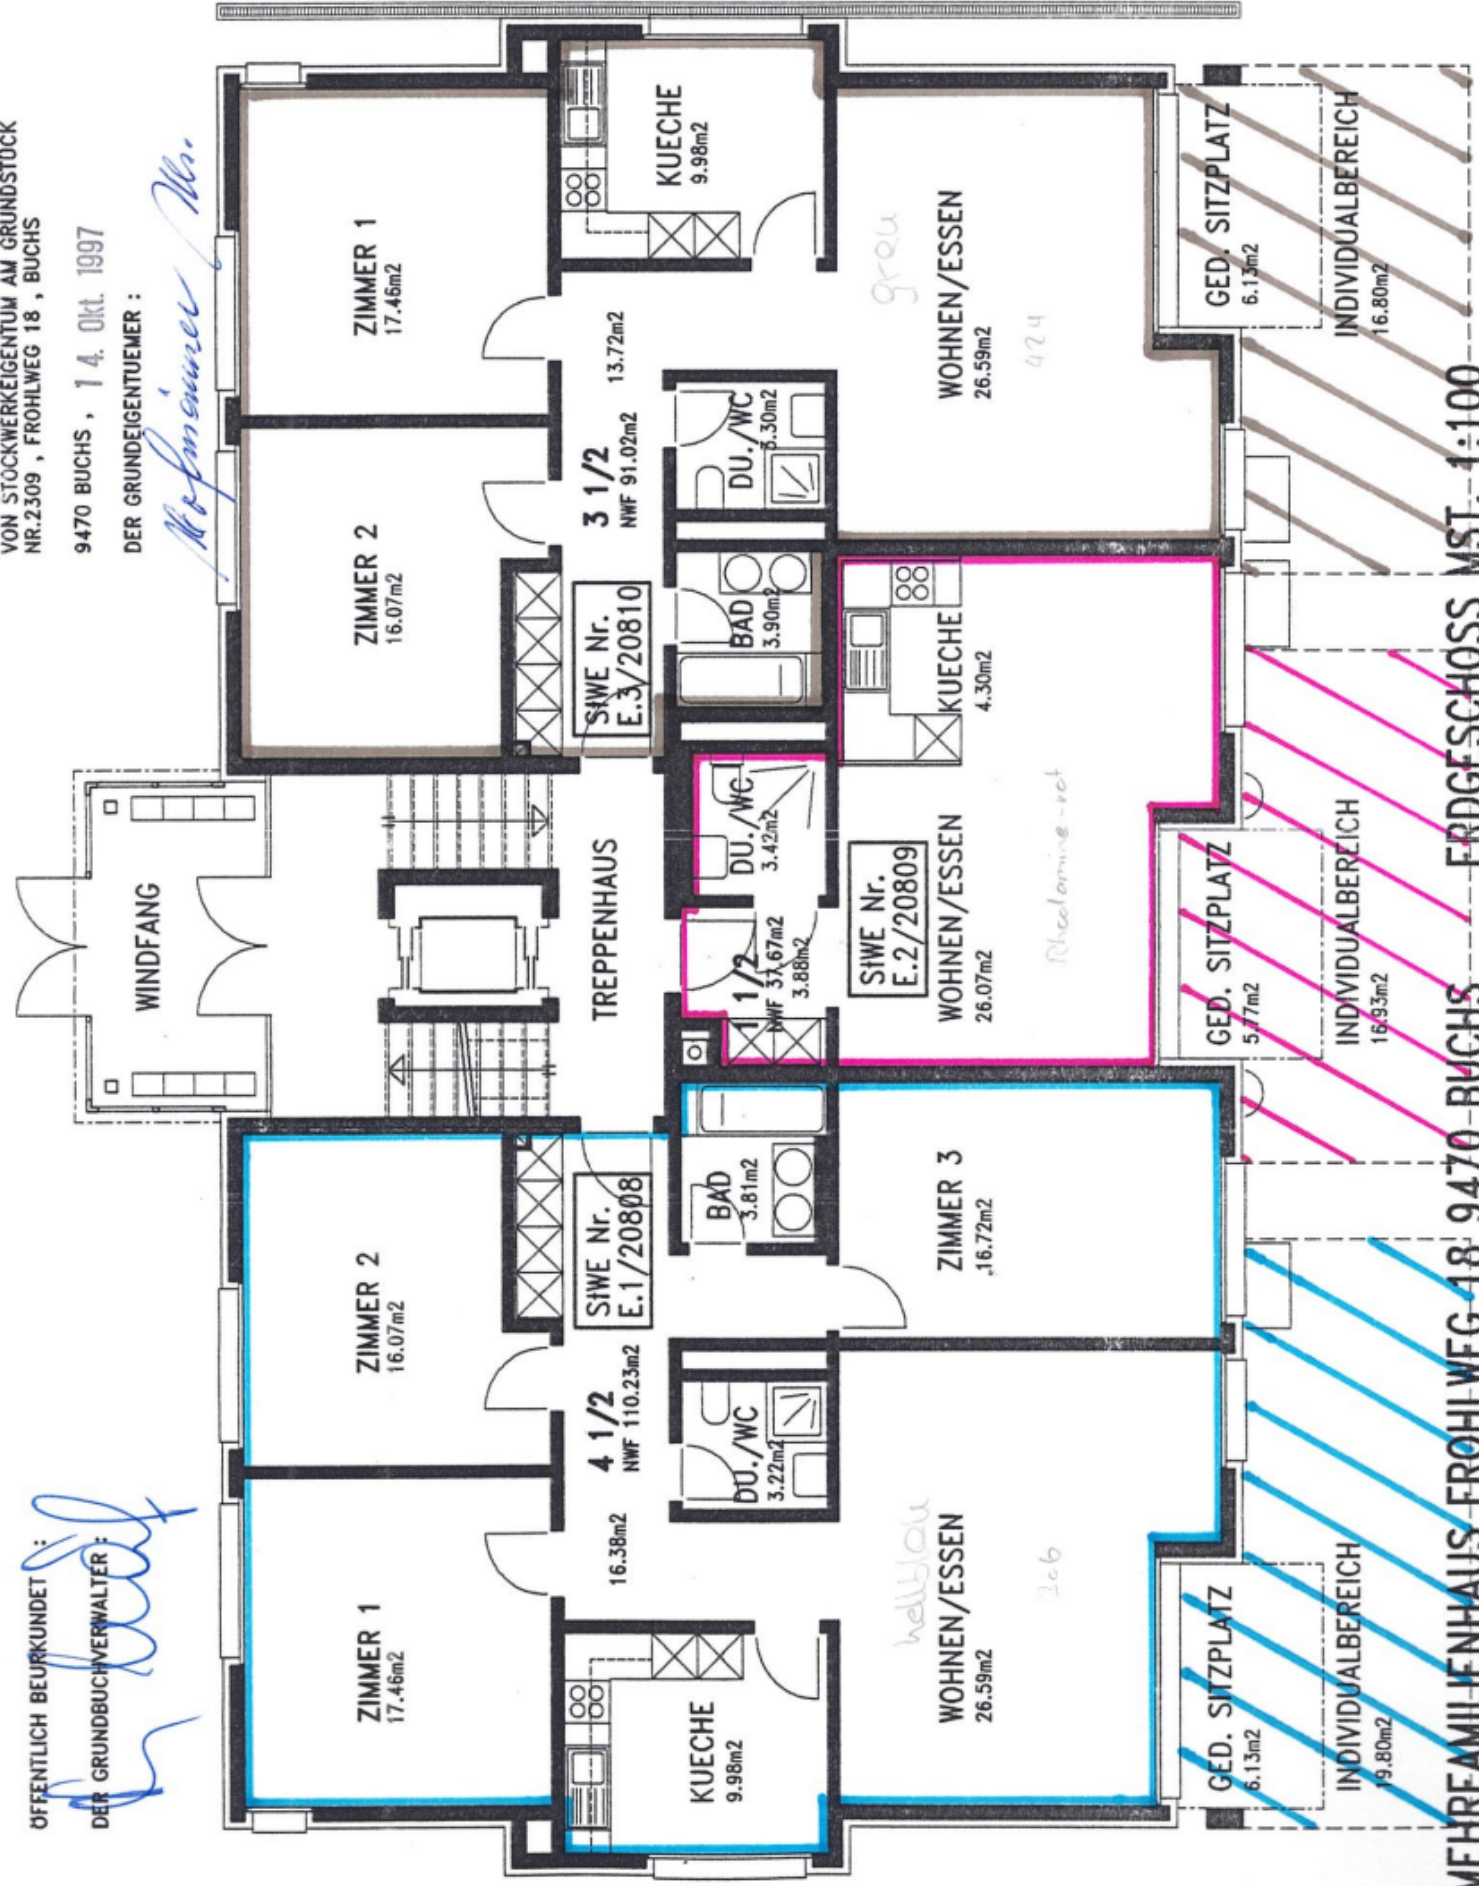 VON STOCKWERKEIGENTUM AM GRUNDSTÜCK
NR.2309 , FROHLWEG 18 , BUCHS
9470 BUCHS , 14. Okt. 1997
DER GRUNDEIGENTUEMER :
ÖFFENTLICH BEURKUNDET :
DER GRUNDBUCHVERWALTER :
WINDFANG
TREPPENHAUS
ZIMMER 1
17.46m2
ZIMMER 2
16.07m2
StWE Nr.
E.1/20808
4 1/2
NWF 110.23m2
16.38m2
KUECHE
9.98m2
DU./WC
3.22m2
BAD
3.81m2
ZIMMER 3
16.72m2
hellblau
WOHNEN/ESSEN
26.59m2
306
GED. SITZPLATZ
6.13m2
INDIVIDUALBEREICH
19.80m2
DU./WC
3.42m2
1 1/2
NWF 37.67m2
3.88m2
StWE Nr.
E.2/20809
KUECHE
4.30m2
WOHNEN/ESSEN
26.07m2
GED. SITZPLATZ
5.77m2
INDIVIDUALBEREICH
16.93m2
ZIMMER 2
16.07m2
ZIMMER 1
17.46m2
StWE Nr.
E.3/20810
3 1/2
NWF 91.02m2
13.72m2
BAD
3.90m2
DU./WC
3.30m2
KUECHE
9.98m2
grau
WOHNEN/ESSEN
26.59m2
424
GED. SITZPLATZ
6.13m2
INDIVIDUALBEREICH
16.80m2
MEHRFAMILIENHAUS FROHLWEG 18 9470 BUCHS ERDGESCHOSS MST. 1:100